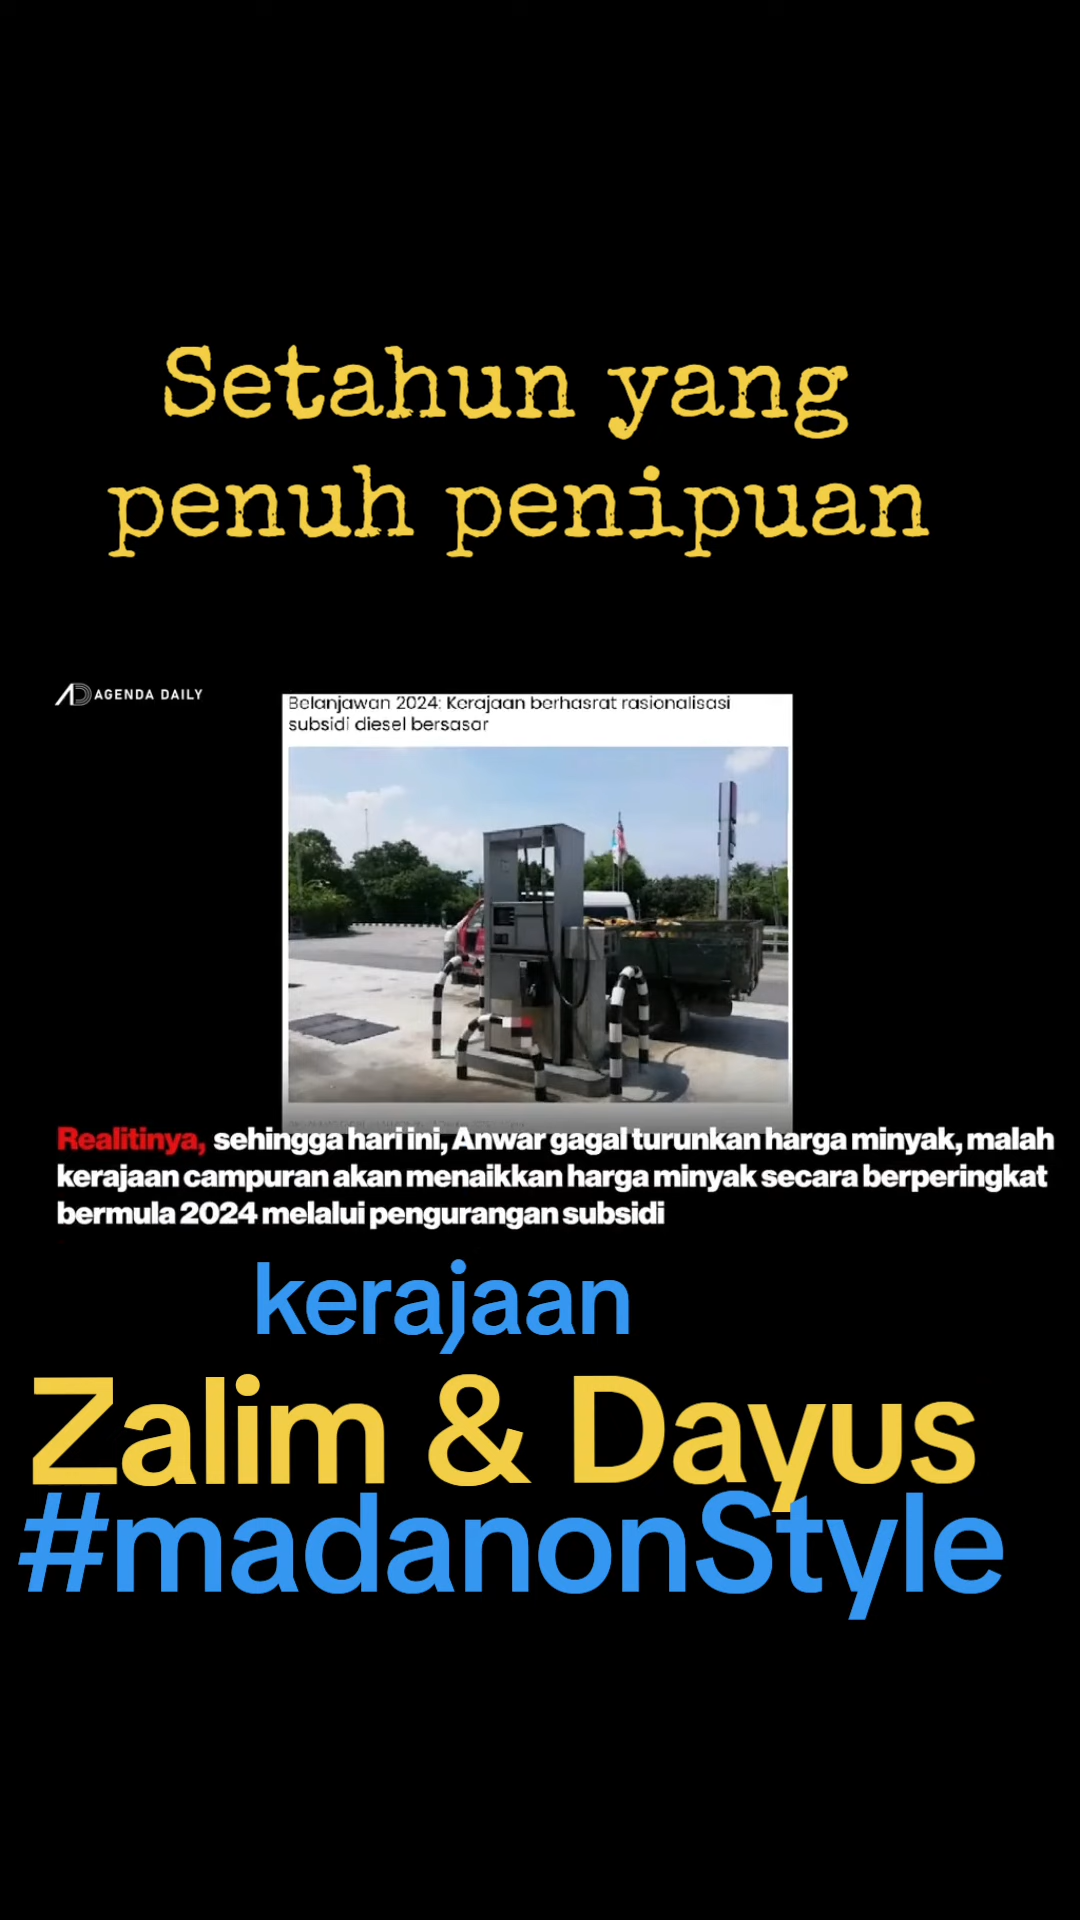 Setahun yang
penuh penipuan
AGENDA DAILY
Belanjawan 2024: Kerajaan berhasrat rasionalisasi
subsidi diesel bersasar
Realitinya, sehingga hari ini, Anwar gagal turunkan harga minyak, malah
kerajaan campuran akan menaikkan harga minyak secara berperingkat
bermula 2024 melalui pengurangan subsidi
kerajaan
Zalim & Dayus
#madanonStyle